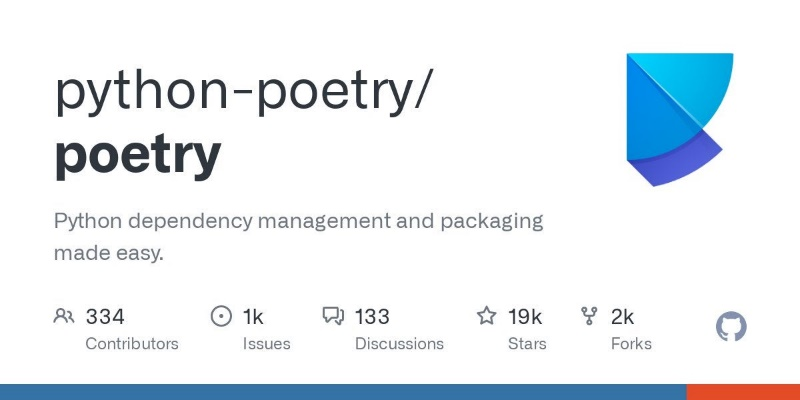 python-poetry/
poetry
Python dependency management and packaging
made easy.
334 1k 133 19k 2k
Contributors Issues Discussions Stars Forks